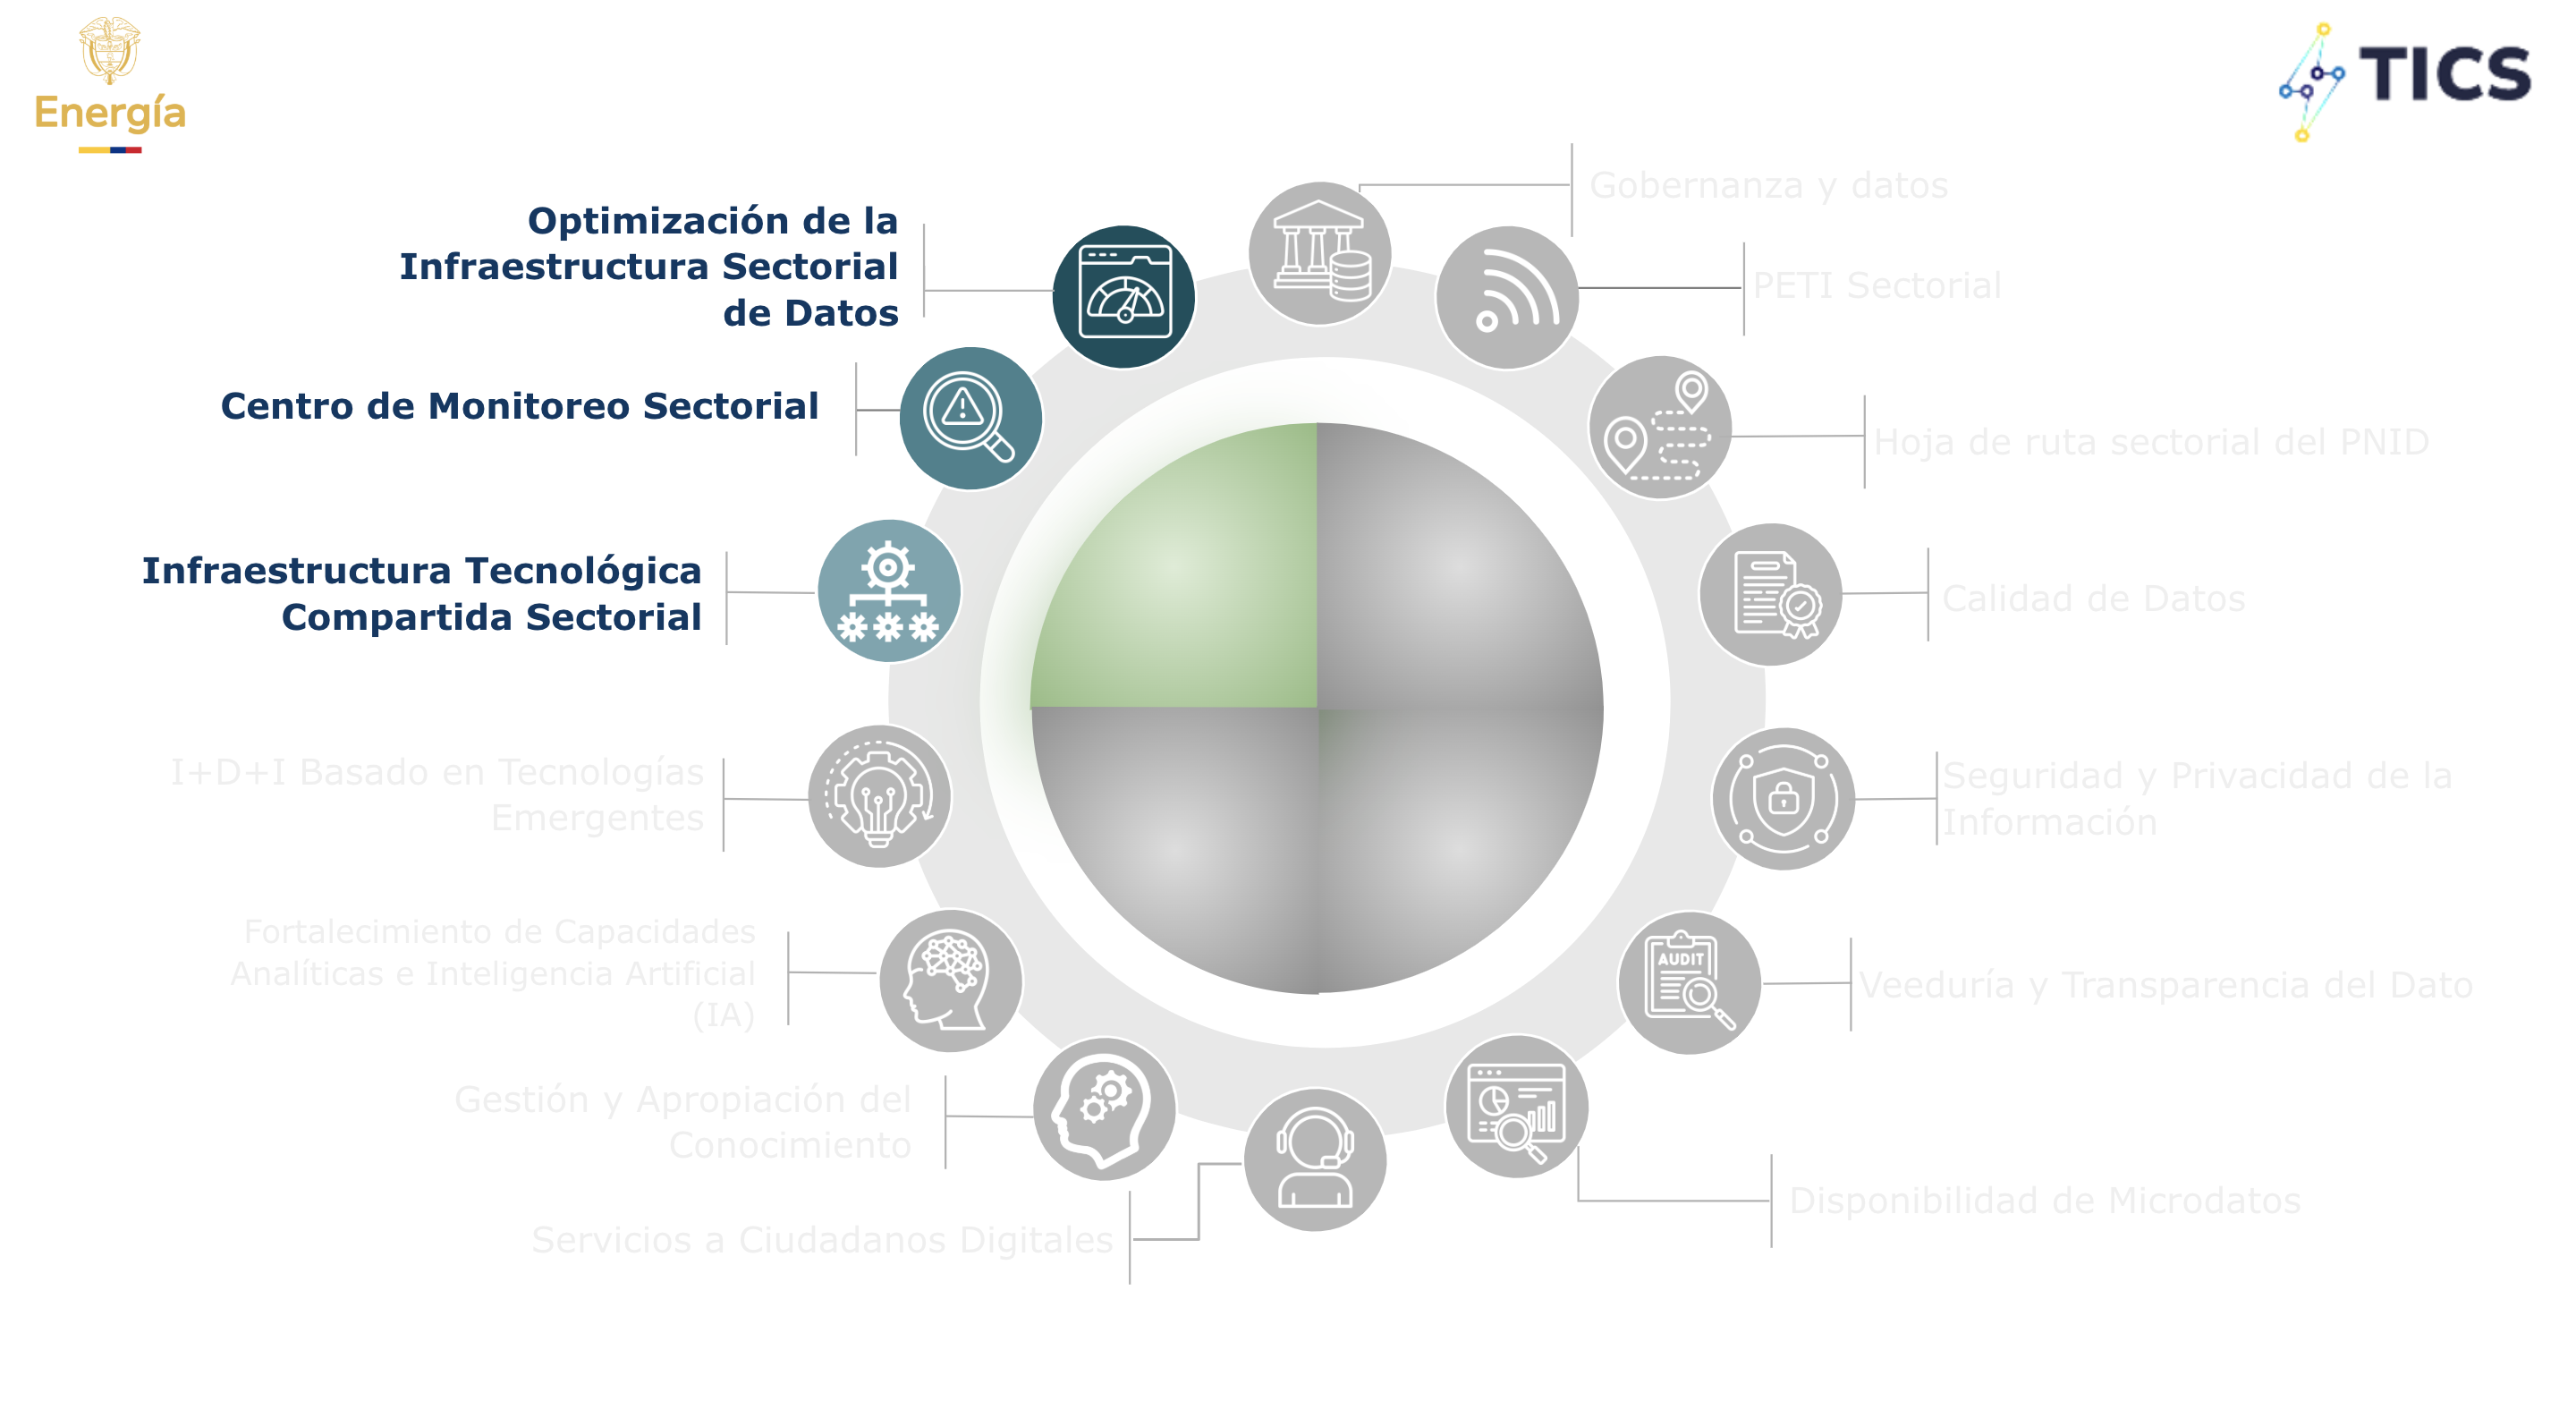 Energía
TICS
Optimización de la
Infraestructura Sectorial
de Datos
Centro de Monitoreo Sectorial
Infraestructura Tecnológica
Compartida Sectorial
I+D+I Basado en Tecnologías
Emergentes
Fortalecimiento de Capacidades
Analíticas e Inteligencia Artificial
(IA)
Gestión y Apropiación del
Conocimiento
Servicios a Ciudadanos Digitales
Gobernanza y datos
PETI Sectorial
Hoja de ruta sectorial del PNID
Calidad de Datos
Seguridad y Privacidad de la
Información
AUDIT
Veeduría y Transparencia del Dato
Disponibilidad de Microdatos